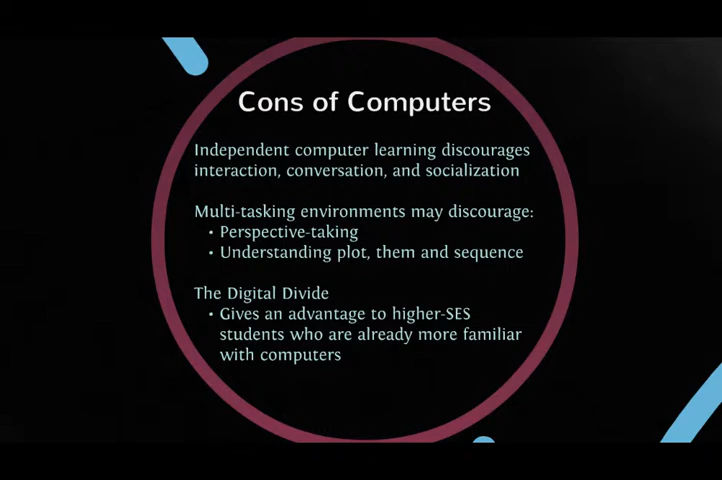 Cons of Computers
Independent computer learning discourages
interaction, conversation, and socialization
Multi-tasking environments may discourage:
• Perspective-taking
• Understanding plot, them and sequence
The Digital Divide
• Gives an advantage to higher-SES
students who are already more familiar
with computers